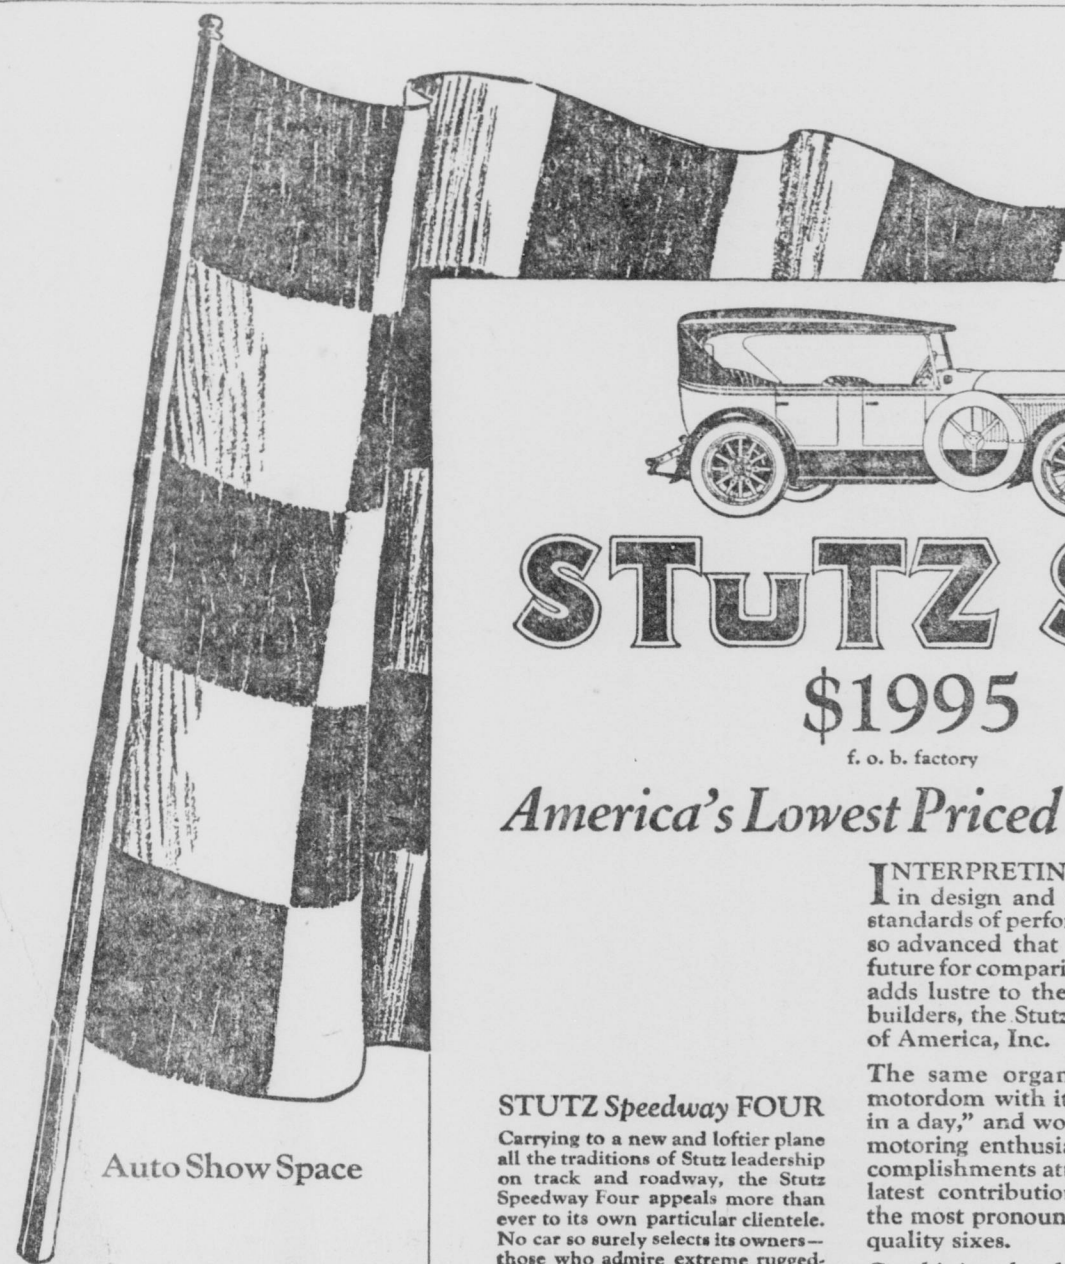 STUTZ
$1995
f. o. b. factory
America's Lowest Priced
INTERPRETIN
in design and
standards of perfo
so advanced that
future for compari
adds lustre to the
builders, the Stutz
of America, Inc.
The same organ
motordom with it
in a day," and wo
motoring enthusia
complishments att
latest contributio
the most pronoun
quality sixes.
STUTZ Speedway FOUR
Carrying to a new and loftier plane
all the traditions of Stutz leadership
on track and roadway, the Stutz
Speedway Four appeals more than
ever to its own particular clientele.
No car so surely selects its owners—
those who admire extreme rugged-
Auto Show Space